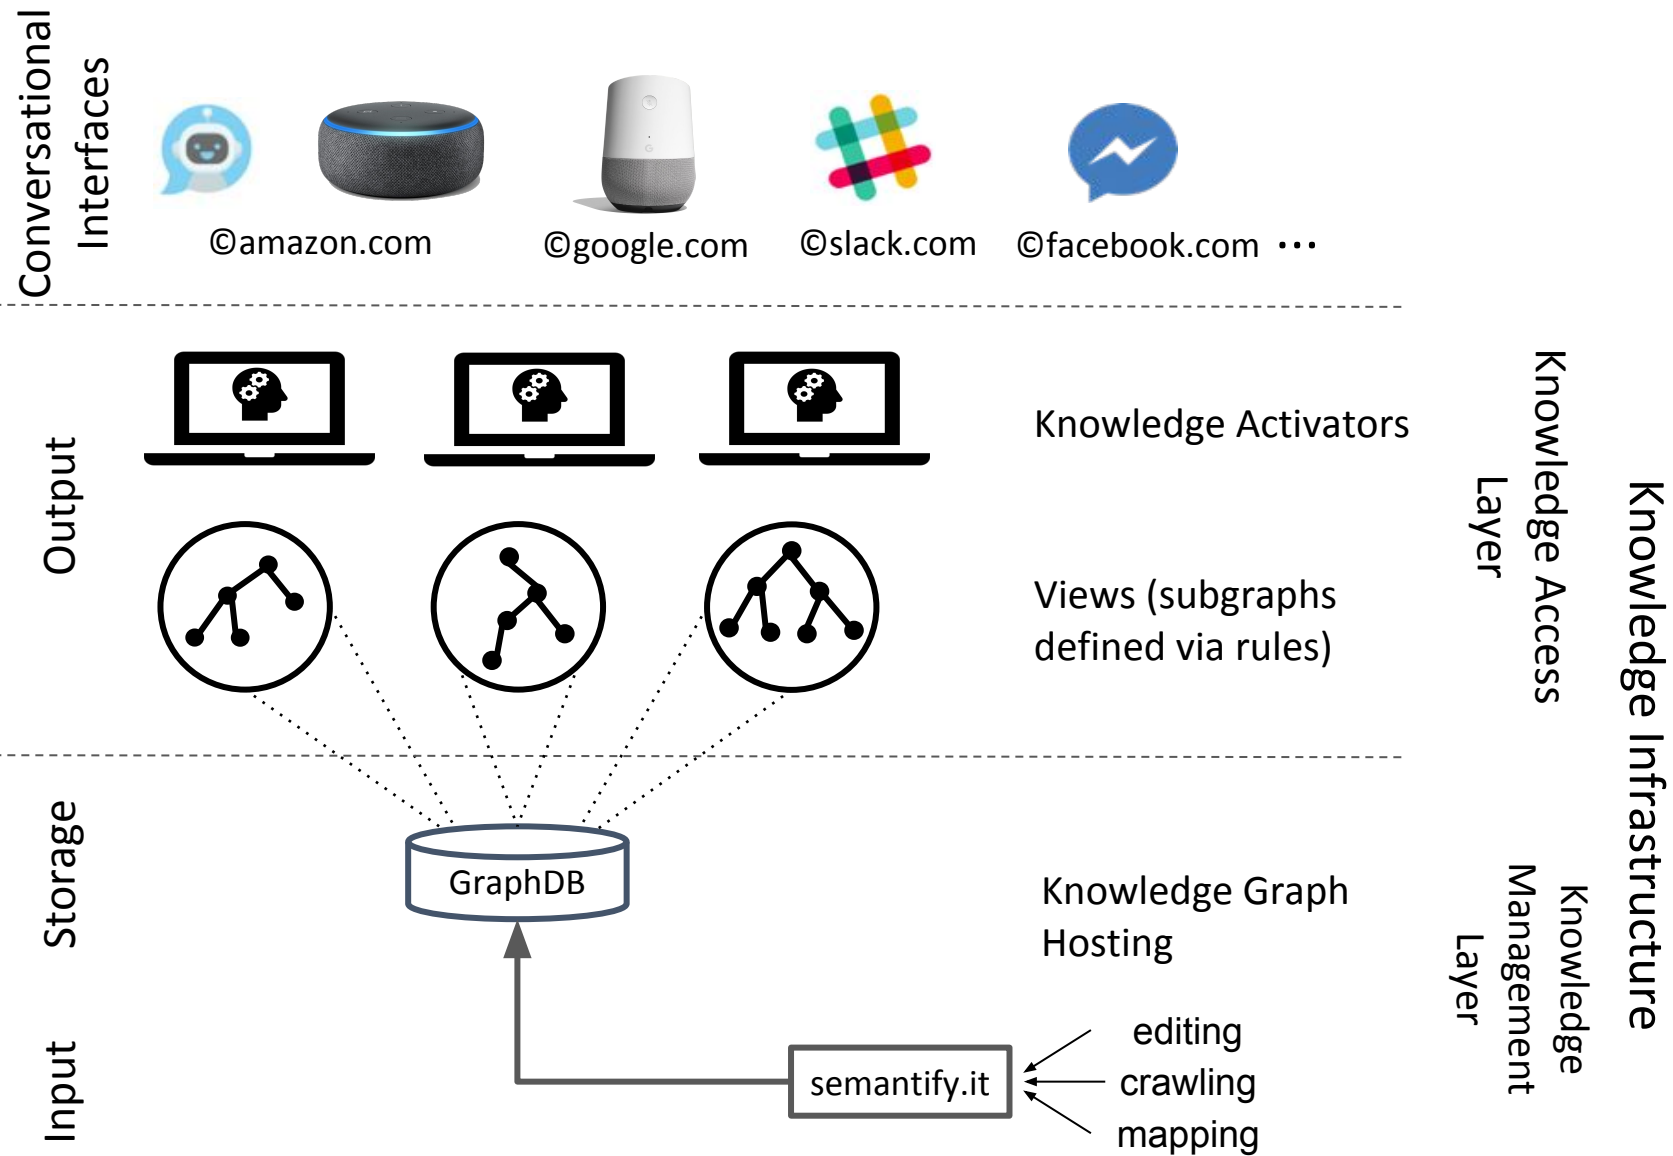 Conversational
Interfaces
©amazon.com
©google.com
©slack.com
©facebook.com ...
Output
Knowledge Activators
Views (subgraphs
defined via rules)
Knowledge Access
Layer
Storage
GraphDB
Knowledge Graph
Hosting
Knowledge
Management
Layer
Knowledge Infrastructure
Input
semantify.it
editing
crawling
mapping
G